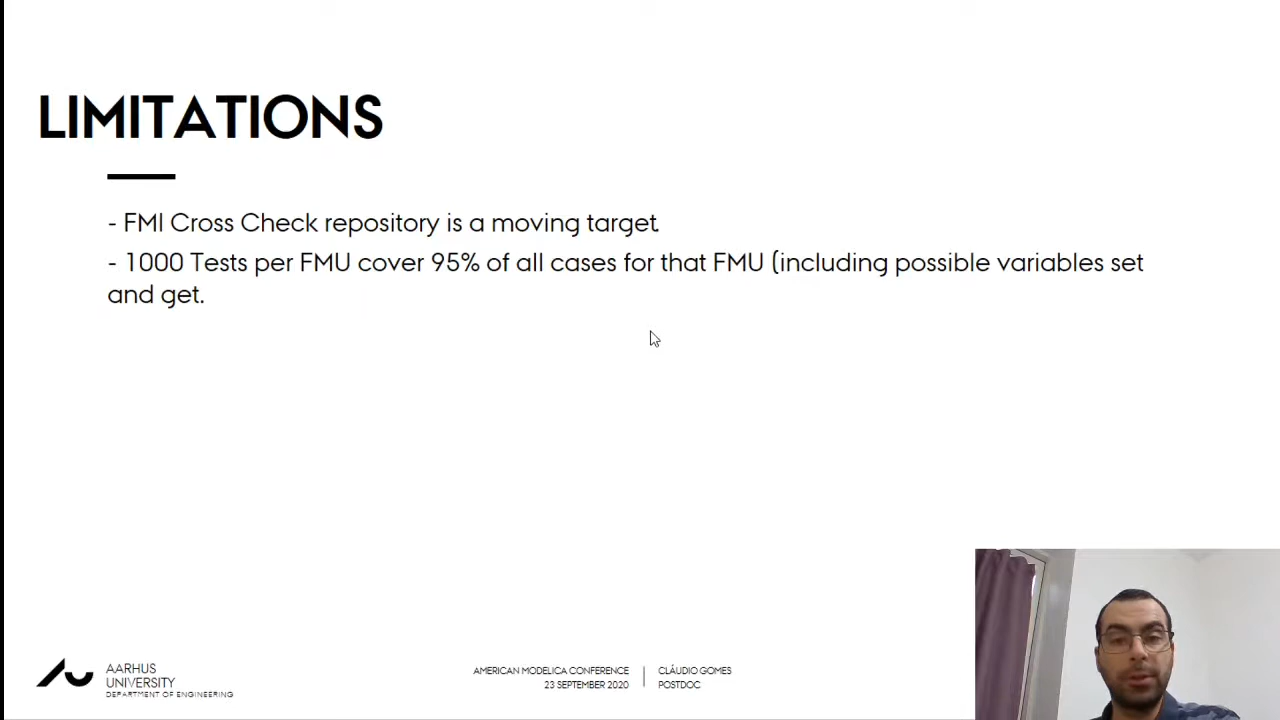 LIMITATIONS
- FMI Cross Check repository is a moving target.
- 1000 Tests per FMU cover 95% of all cases for that FMU (including possible variables set
and get.
AARHUS
UNIVERSITY
DEPARTMENT OF ENGINEERING
AMERICAN MODELICA CONFERENCE
23 SEPTEMBER 2020
CLÁUDIO GOMES
POSTDOC